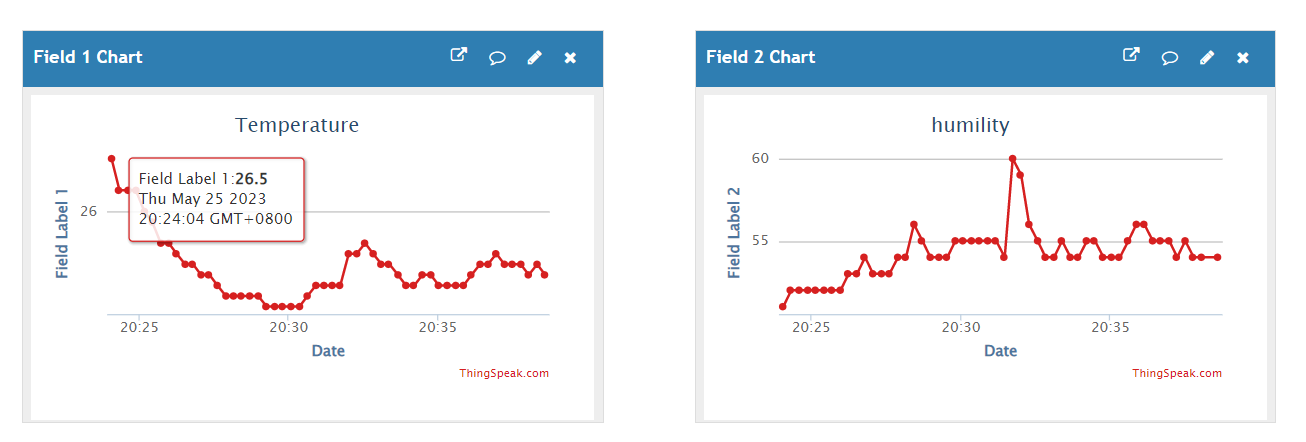 Field 1 Chart
Temperature
Field Label 1:26.5
Thu May 25 2023
20:24:04 GMT+0800
Field Label 1
26
20:25 20:30 20:35
Date
ThingSpeak.com
Field 2 Chart
humility
Field Label 2
60
55
20:25 20:30 20:35
Date
ThingSpeak.com